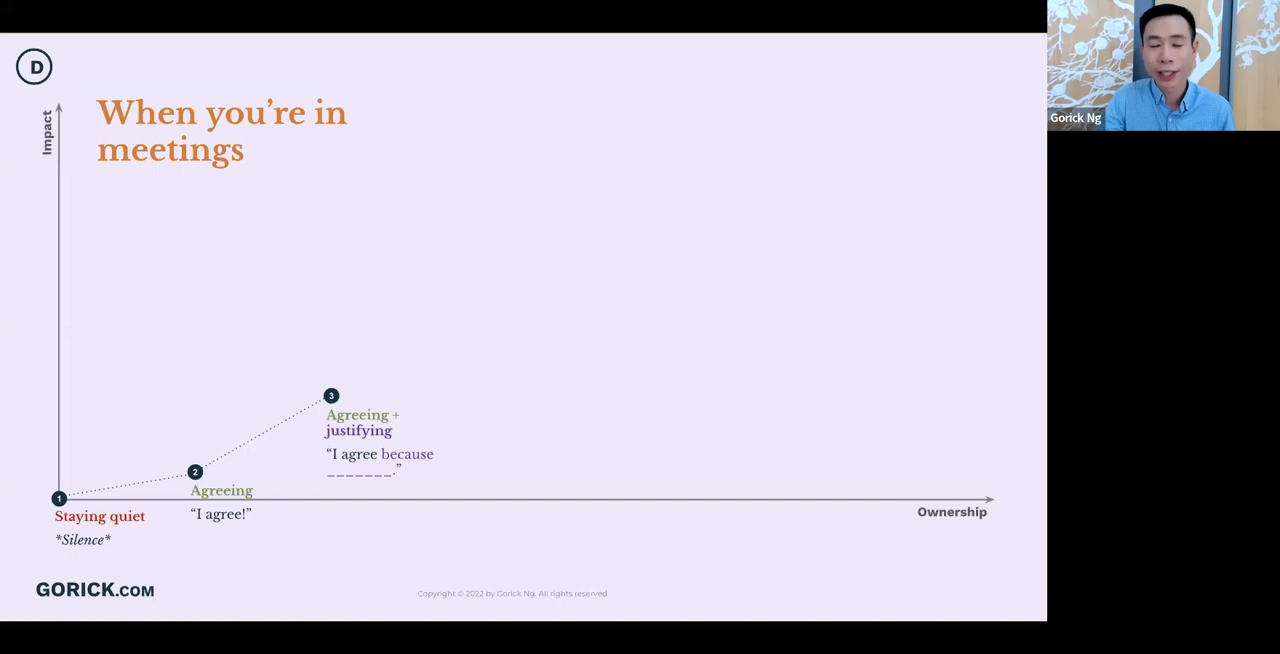 D
Impact
When you’re in
meetings
3
Agreeing +
justifying
“I agree because
_______.”
2
Agreeing
“I agree!”
1
Staying quiet
*Silence*
Ownership
GORICK.COM
Copyright © 2022 by Gorick Ng. All rights reserved
Gorick Ng